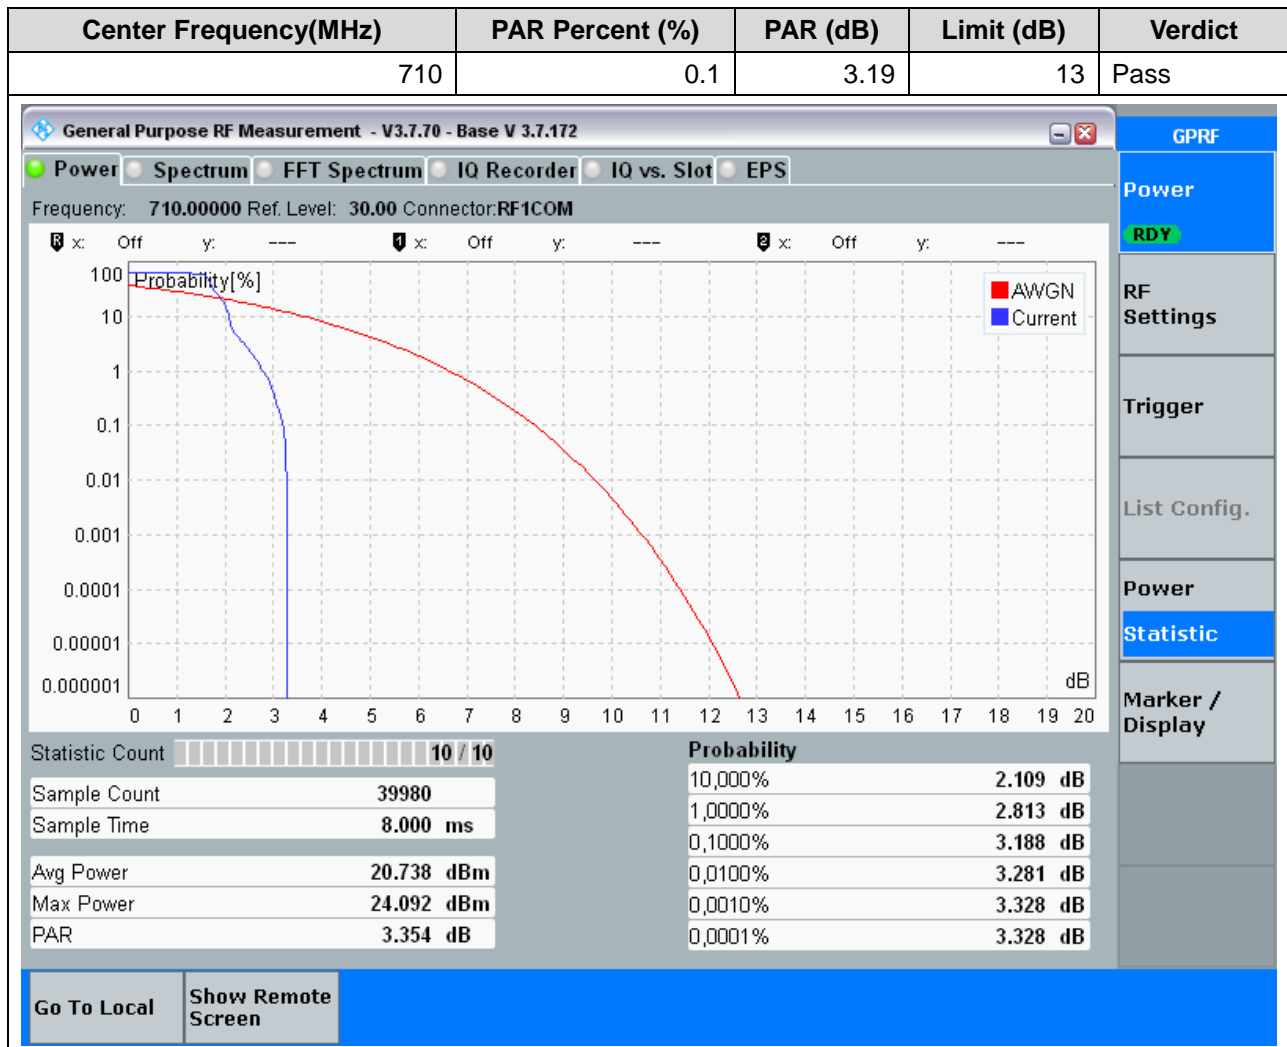 Center Frequency(MHz) PAR Percent (%) PAR (dB) Limit (dB) Verdict
710 0.1 3.19 13 Pass
General Purpose RF Measurement - V3.7.70 - Base V 3.7.172
GPRF
Power Spectrum FFT Spectrum IQ Recorder IQ vs. Slot EPS
Frequency: 710.00000 Ref. Level: 30.00 Connector:RF1COM
R x: Off y: --- 1 x: Off y: --- 2 x: Off y: ---
Probability[%]
100
10
1
0.1
0.01
0.001
0.0001
0.00001
0.000001
AWGN
Current
dB
0 1 2 3 4 5 6 7 8 9 10 11 12 13 14 15 16 17 18 19 20
Statistic Count 10 / 10
Sample Count 39980
Sample Time 8.000 ms
Avg Power 20.738 dBm
Max Power 24.092 dBm
PAR 3.354 dB
Probability
10,000% 2.109 dB
1,0000% 2.813 dB
0,1000% 3.188 dB
0,0100% 3.281 dB
0,0010% 3.328 dB
0,0001% 3.328 dB
Power
RDY
RF
Settings
Trigger
List Config.
Power
Statistic
Marker /
Display
Go To Local
Show Remote
Screen